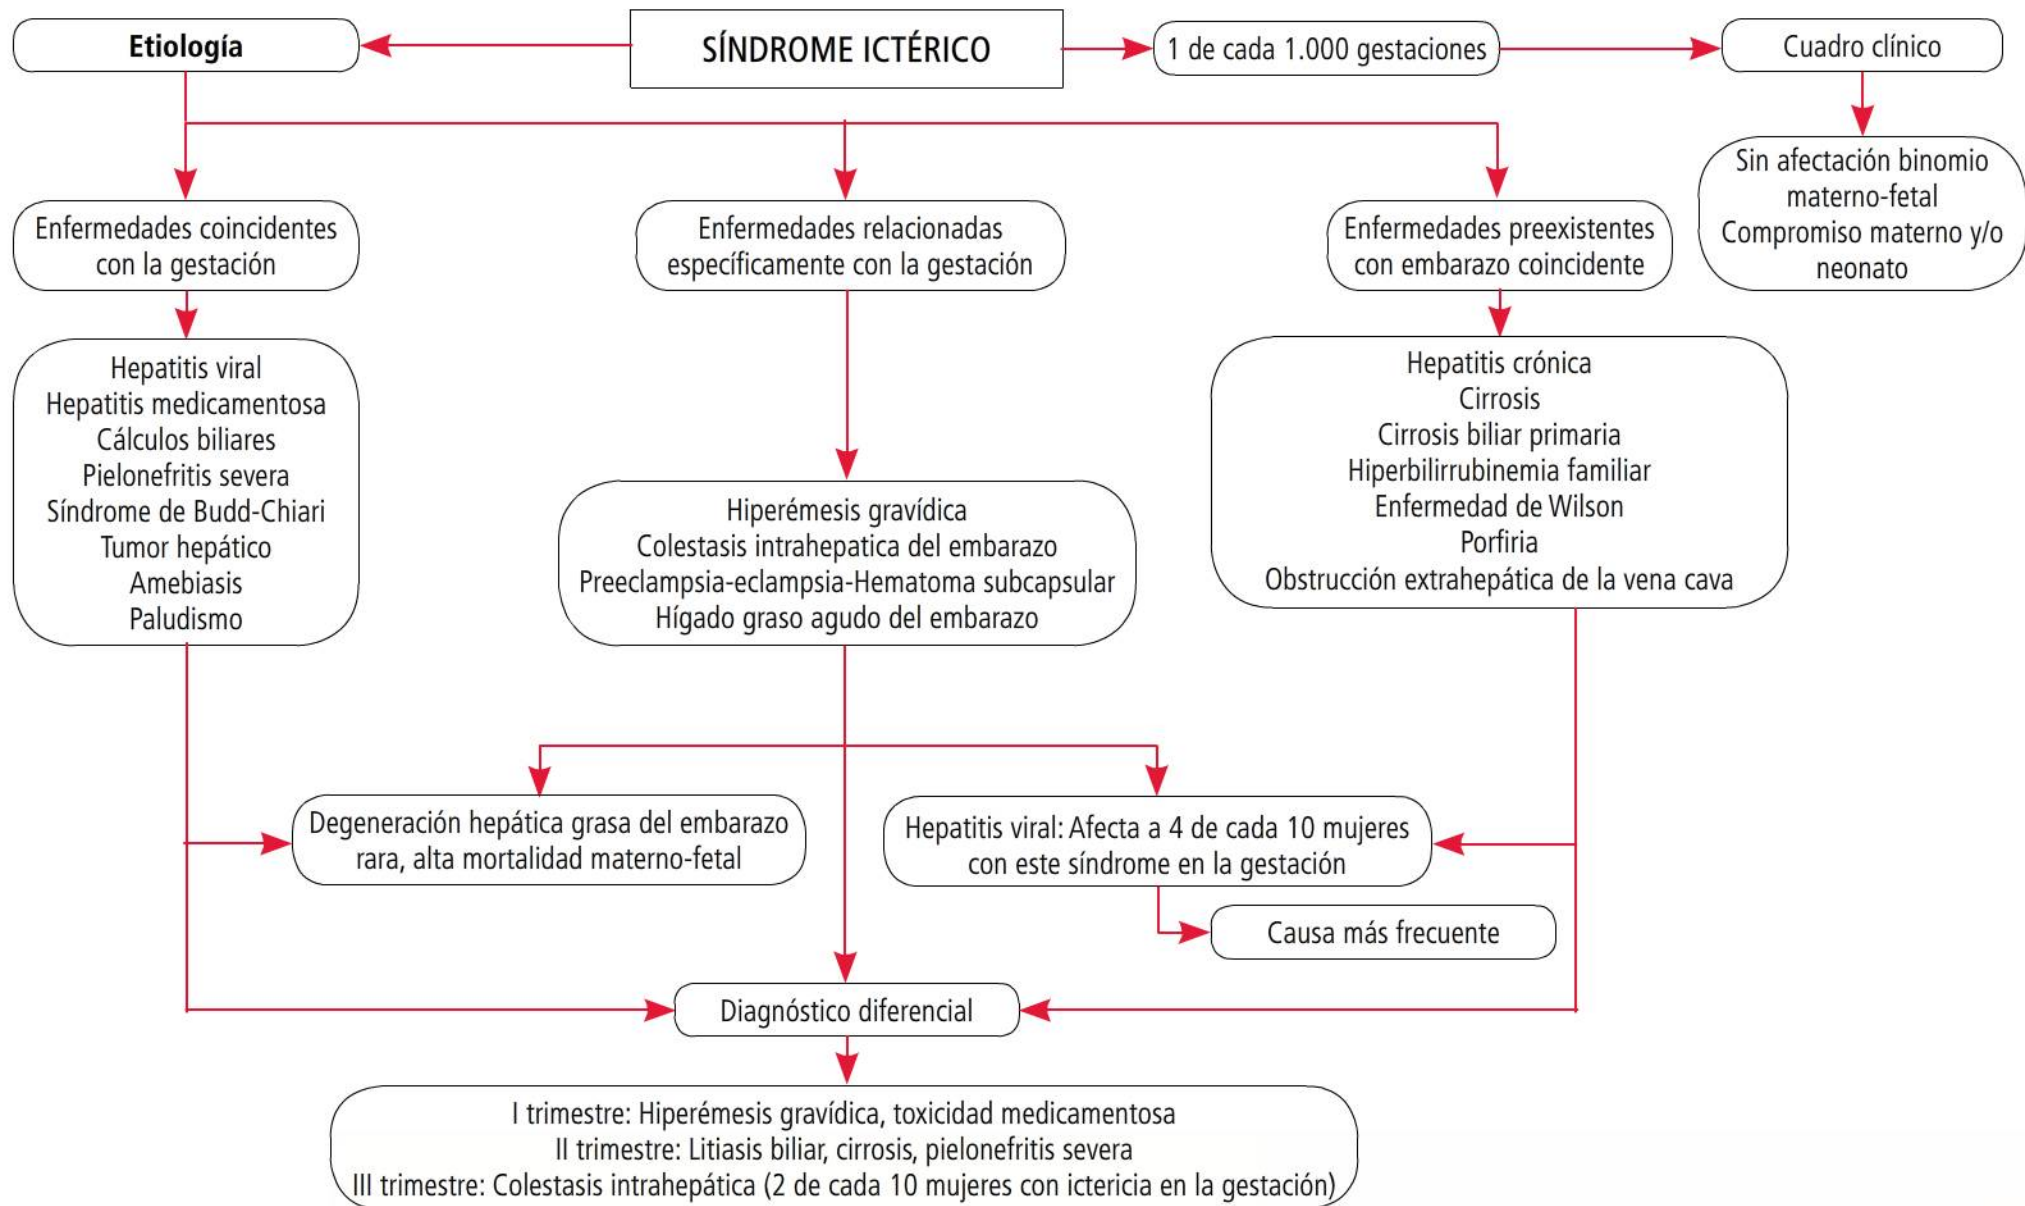 Etiología
SÍNDROME ICTÉRICO
1 de cada 1.000 gestaciones
Cuadro clínico
Sin afectación binomio
materno-fetal
Compromiso materno y/o
neonato
Enfermedades coincidentes
con la gestación
Enfermedades relacionadas
específicamente con la gestación
Enfermedades preexistentes
con embarazo coincidente
Hepatitis viral
Hepatitis medicamentosa
Cálculos biliares
Pielonefritis severa
Síndrome de Budd-Chiari
Tumor hepático
Amebiasis
Paludismo
Hiperémesis gravídica
Colestasis intrahepatica del embarazo
Preeclampsia-eclampsia-Hematoma subcapsular
Hígado graso agudo del embarazo
Hepatitis crónica
Cirrosis
Cirrosis biliar primaria
Hiperbilirrubinemia familiar
Enfermedad de Wilson
Porfiria
Obstrucción extrahepática de la vena cava
Degeneración hepática grasa del embarazo
rara, alta mortalidad materno-fetal
Hepatitis viral: Afecta a 4 de cada 10 mujeres
con este síndrome en la gestación
Causa más frecuente
Diagnóstico diferencial
I trimestre: Hiperémesis gravídica, toxicidad medicamentosa
II trimestre: Litiasis biliar, cirrosis, pielonefritis severa
III trimestre: Colestasis intrahepática (2 de cada 10 mujeres con ictericia en la gestación)